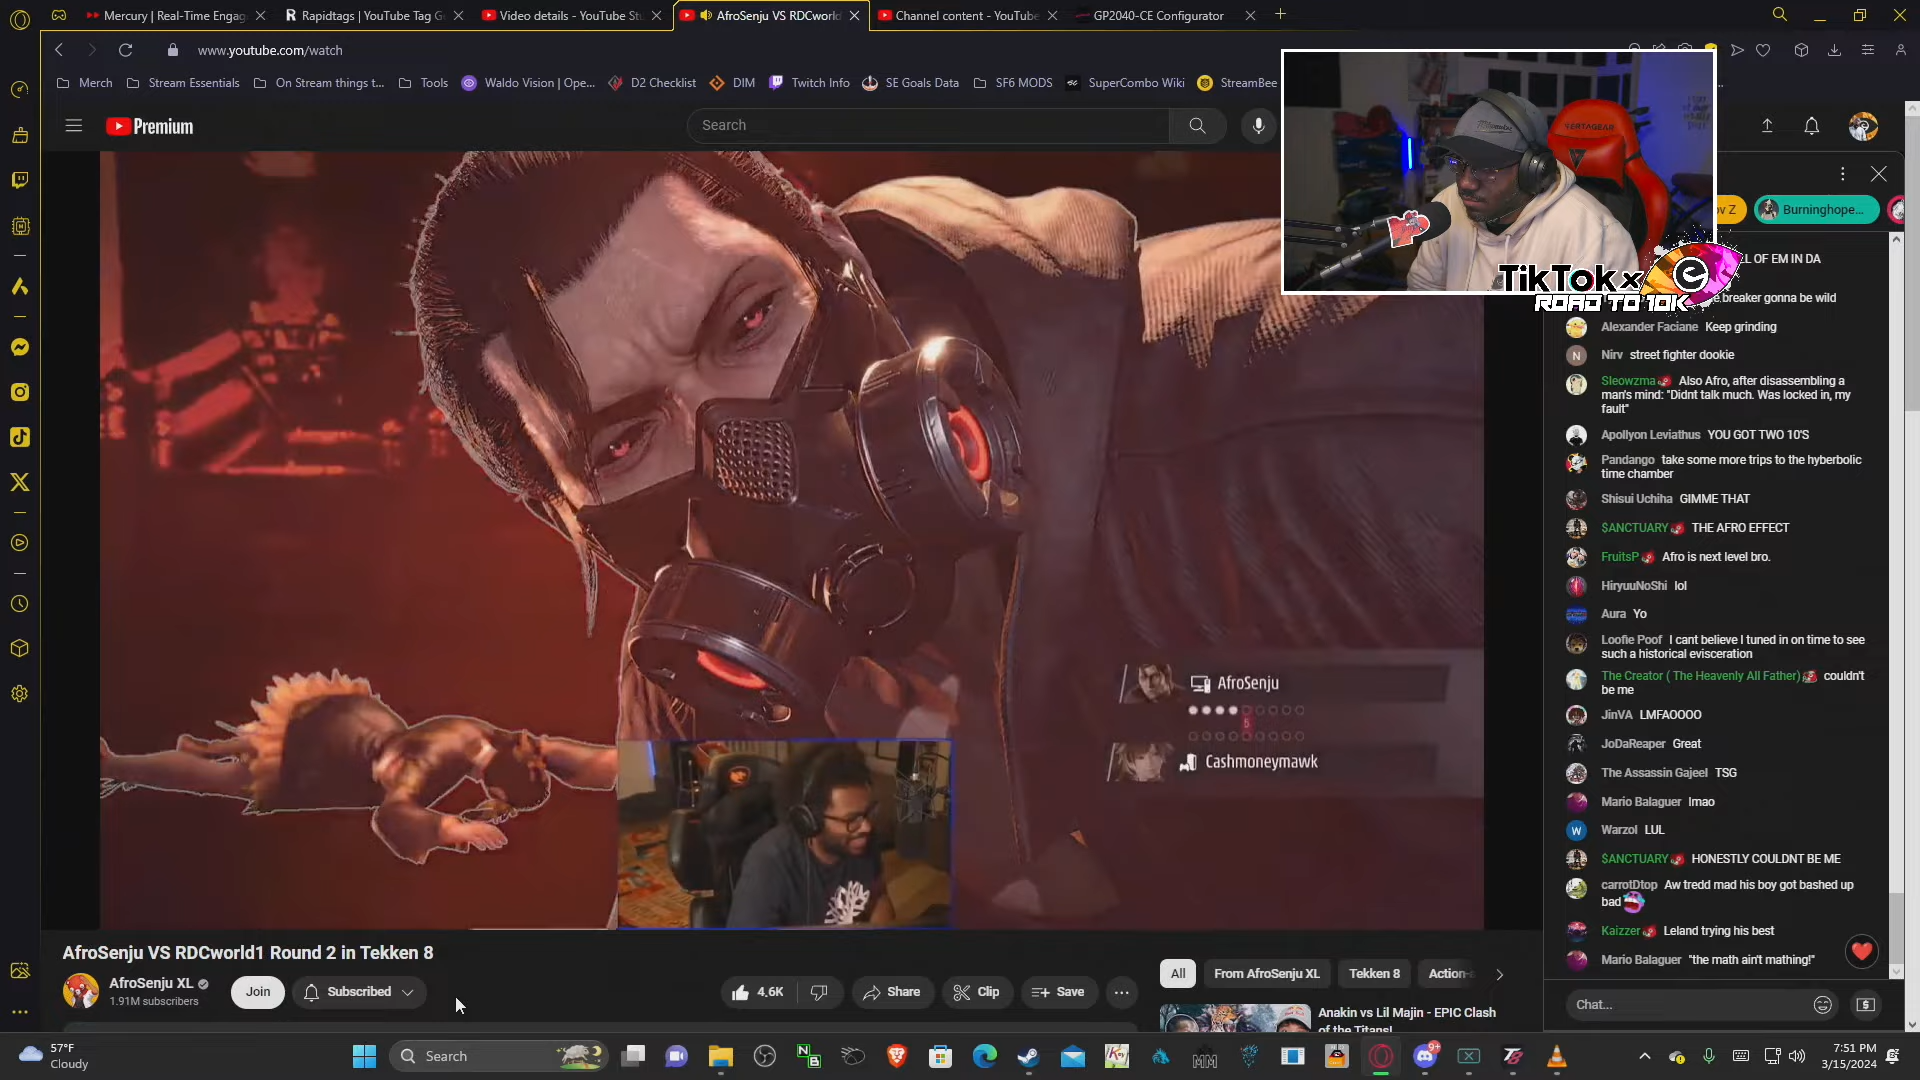 Mercury | Real-Time Engag
Rapidtags | YouTube Tag G
Video details - YouTube St
AfroSenju VS RDCworld
Channel content - YouTube
GP2040-CE Configurator
www.youtube.com/watch
Merch
Stream Essentials
On Stream things t...
Tools
Waldo Vision | Ope...
D2 Checklist
DIM
Twitch Info
SE Goals Data
SF6 MODS
SuperCombo Wiki
StreamBee
Premium
Search
VERTAGEAR
TikTok x
ROAD TO 10K
ov Z
Burninghope...
LL OF EM IN DA
e breaker gonna be wild
Alexander Faciane Keep grinding
Nirv street fighter dookie
Sleowzma Also Afro, after disassembling a
man's mind: "Didnt talk much. Was locked in, my
fault"
Apollyon Leviathus YOU GOT TWO 10'S
Pandango take some more trips to the hyberbolic
time chamber
Shisui Uchiha GIMME THAT
$ANCTUARY THE AFRO EFFECT
FruitsP Afro is next level bro.
HiryuuNoShi lol
Aura Yo
Loofie Poof I cant believe I tuned in on time to see
such a historical evisceration
The Creator ( The Heavenly All Father) couldn't
be me
JinVA LMFAOOOO
JoDaReaper Great
The Assassin Gajeel TSG
Mario Balaguer lmao
Warzol LUL
$ANCTUARY HONESTLY COULDNT BE ME
carrotDtop Aw tredd mad his boy got bashed up
bad
Kaizzer Leland trying his best
Mario Balaguer "the math ain't mathing!"
Chat...
AfroSenju
5
Cashmoneymawk
AfroSenju VS RDCworld1 Round 2 in Tekken 8
AfroSenju XL
1.91M subscribers
Join
Subscribed
4.6K
Share
Clip
Save
All
From AfroSenju XL
Tekken 8
Action-
Anakin vs Lil Majin - EPIC Clash
of the Titans!
57°F
Cloudy
Search
9+
7:51 PM
3/15/2024